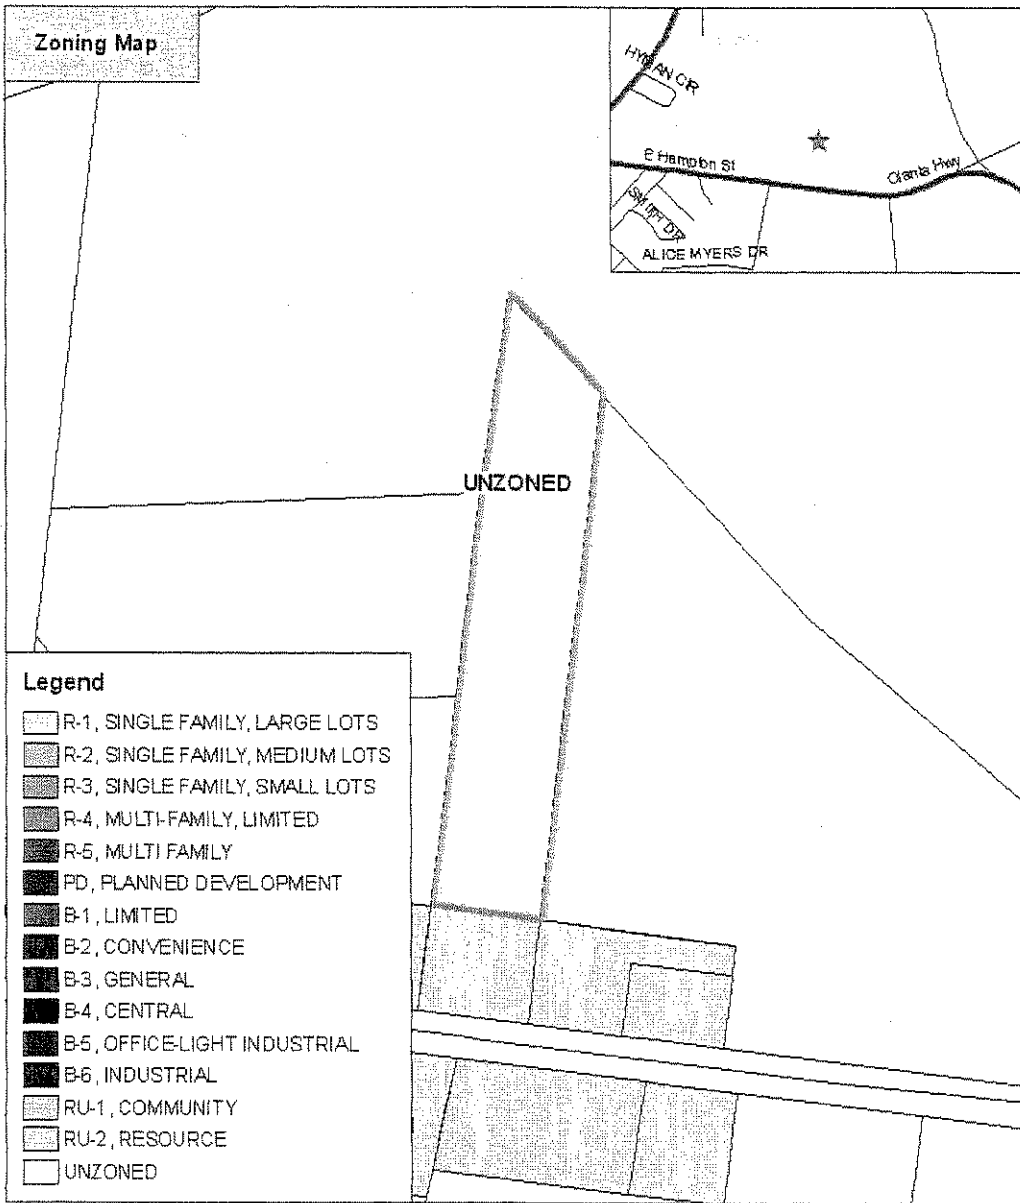 Zoning Map
HYMAN CIR
E Hampton St
Olanta Hwy
SMITH DR
ALICE MYERS DR
UNZONED
Legend
R-1, SINGLE FAMILY, LARGE LOTS
R-2, SINGLE FAMILY, MEDIUM LOTS
R-3, SINGLE FAMILY, SMALL LOTS
R-4, MULTI-FAMILY, LIMITED
R-5, MULTI FAMILY
PD, PLANNED DEVELOPMENT
B-1, LIMITED
B-2, CONVENIENCE
B-3, GENERAL
B-4, CENTRAL
B-5, OFFICE-LIGHT INDUSTRIAL
B-6, INDUSTRIAL
RU-1, COMMUNITY
RU-2, RESOURCE
UNZONED